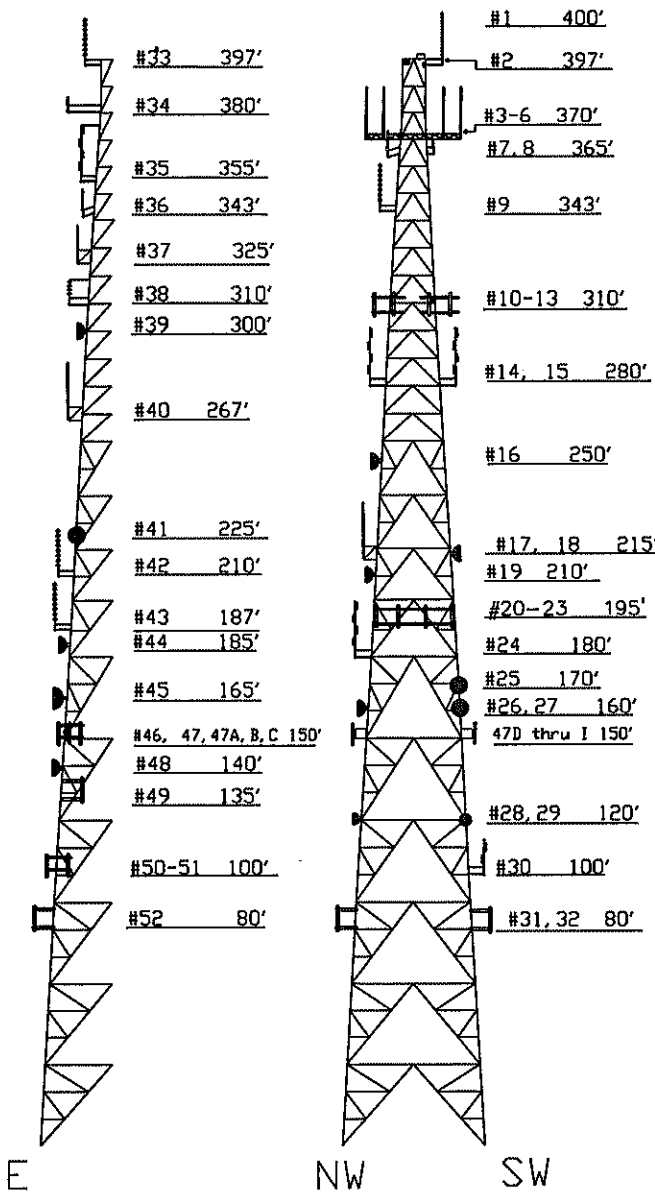 #33 397′
#34 380′
#35 355′
#36 343′
#37 325′
#38 310′
#39 300′
#40 267′
#41 225′
#42 210′
#43 187′
#44 185′
#45 165′
#46, 47, 47A, B, C 150′
#48 140′
#49 135′
#50-51 100′
#52 80′
#1 400′
#2 397′
#3-6 370′
#7, 8 365′
#9 343′
#10-13 310′
#14, 15 280′
#16 250′
#17, 18 215′
#19 210′
#20-23 195'
#24 180′
#25 170′
#26, 27 160′
47D thru I 150′
#28, 29 120′
#30 100′
#31, 32 80′
E
NW
SW